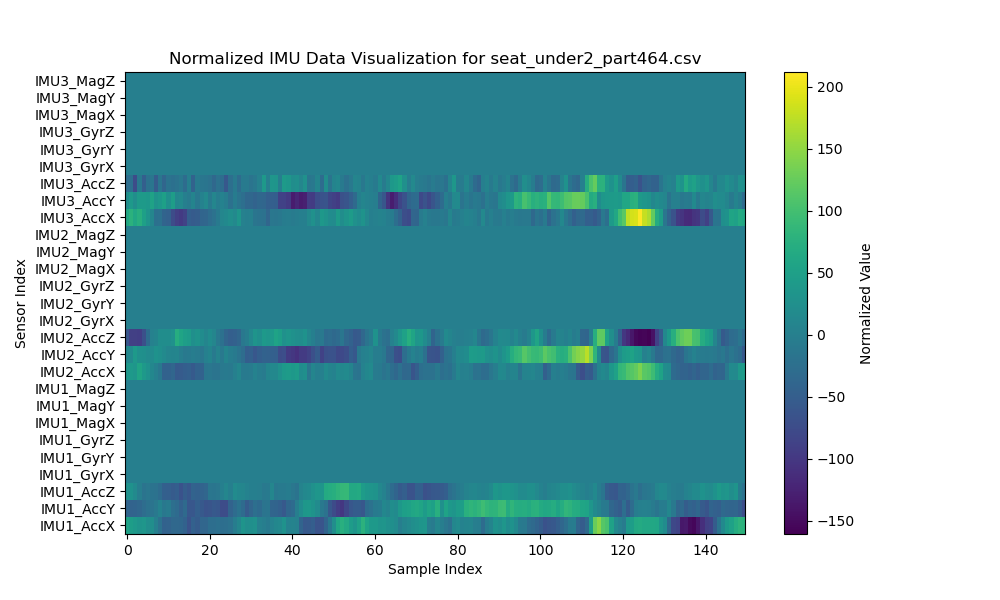 Normalized IMU Data Visualization for seat_under2_part464.csv
IMU3_MagZ
IMU3_MagY
IMU3_MagX
IMU3_GyrZ
IMU3_GyrY
IMU3_GyrX
IMU3_AccZ
IMU3_AccY
IMU3_AccX
IMU2_MagZ
IMU2_MagY
IMU2_MagX
IMU2_GyrZ
IMU2_GyrY
IMU2_GyrX
IMU2_AccZ
IMU2_AccY
IMU2_AccX
IMU1_MagZ
IMU1_MagY
IMU1_MagX
IMU1_GyrZ
IMU1_GyrY
IMU1_GyrX
IMU1_AccZ
IMU1_AccY
IMU1_AccX
Sensor Index
0 20 40 60 80 100 120 140
Sample Index
200
150
100
50
0
−50
−100
−150
Normalized Value